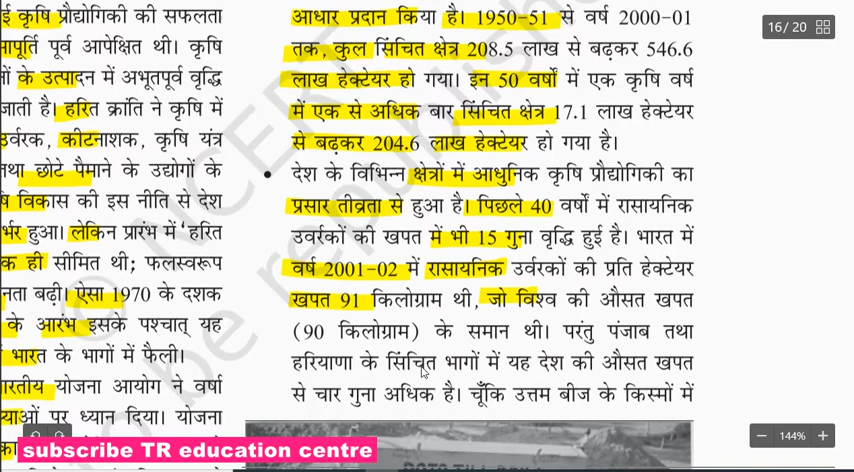 ई कृषि प्रौद्योगिकी की सफलता
ापूर्ति पूर्व आपेक्षित थी। कृषि
ों के उत्पादन में अभूतपूर्व वृद्धि
जाती है। हरित क्रांति ने कृषि में
उर्वरक, कीटनाशक, कृषि यंत्र
तथा छोटे पैमाने के उद्योगों के
विकास की इस नीति से देश
र्भर हुआ। लेकिन प्रारंभ में 'हरित
क ही सीमित थी; फलस्वरूप
नता बढ़ी। ऐसा 1970 के दशक
के आरंभ इसके पश्चात् यह
भारत के भागों में फैली।
ारतीय योजना आयोग ने वर्षा
याओं पर ध्यान दिया। योजना
आधार प्रदान किया है। 1950-51 से वर्ष 2000-01
तक, कुल सिंचित क्षेत्र 208.5 लाख से बढ़कर 546.6
लाख हेक्टेयर हो गया। इन 50 वर्षों में एक कृषि वर्ष
में एक से अधिक बार सिंचित क्षेत्र 17.1 लाख हेक्टेयर
से बढ़कर 204.6 लाख हेक्टेयर हो गया है।
• देश के विभिन्न क्षेत्रों में आधुनिक कृषि प्रौद्योगिकी का
प्रसार तीव्रता से हुआ है। पिछले 40 वर्षों में रासायनिक
उवर्रकों की खपत में भी 15 गुना वृद्धि हुई है। भारत में
वर्ष 2001-02 में रासायनिक उर्वरकों की प्रति हेक्टेयर
खपत 91 किलोग्राम थी, जो विश्व की औसत खपत
(90 किलोग्राम) के समान थी। परंतु पंजाब तथा
हरियाणा के सिंचित भागों में यह देश की औसत खपत
से चार गुना अधिक है। चूँकि उत्तम बीज के किस्मों में
16/20
144%
subscribe TR education centre
© NCERT
be republished